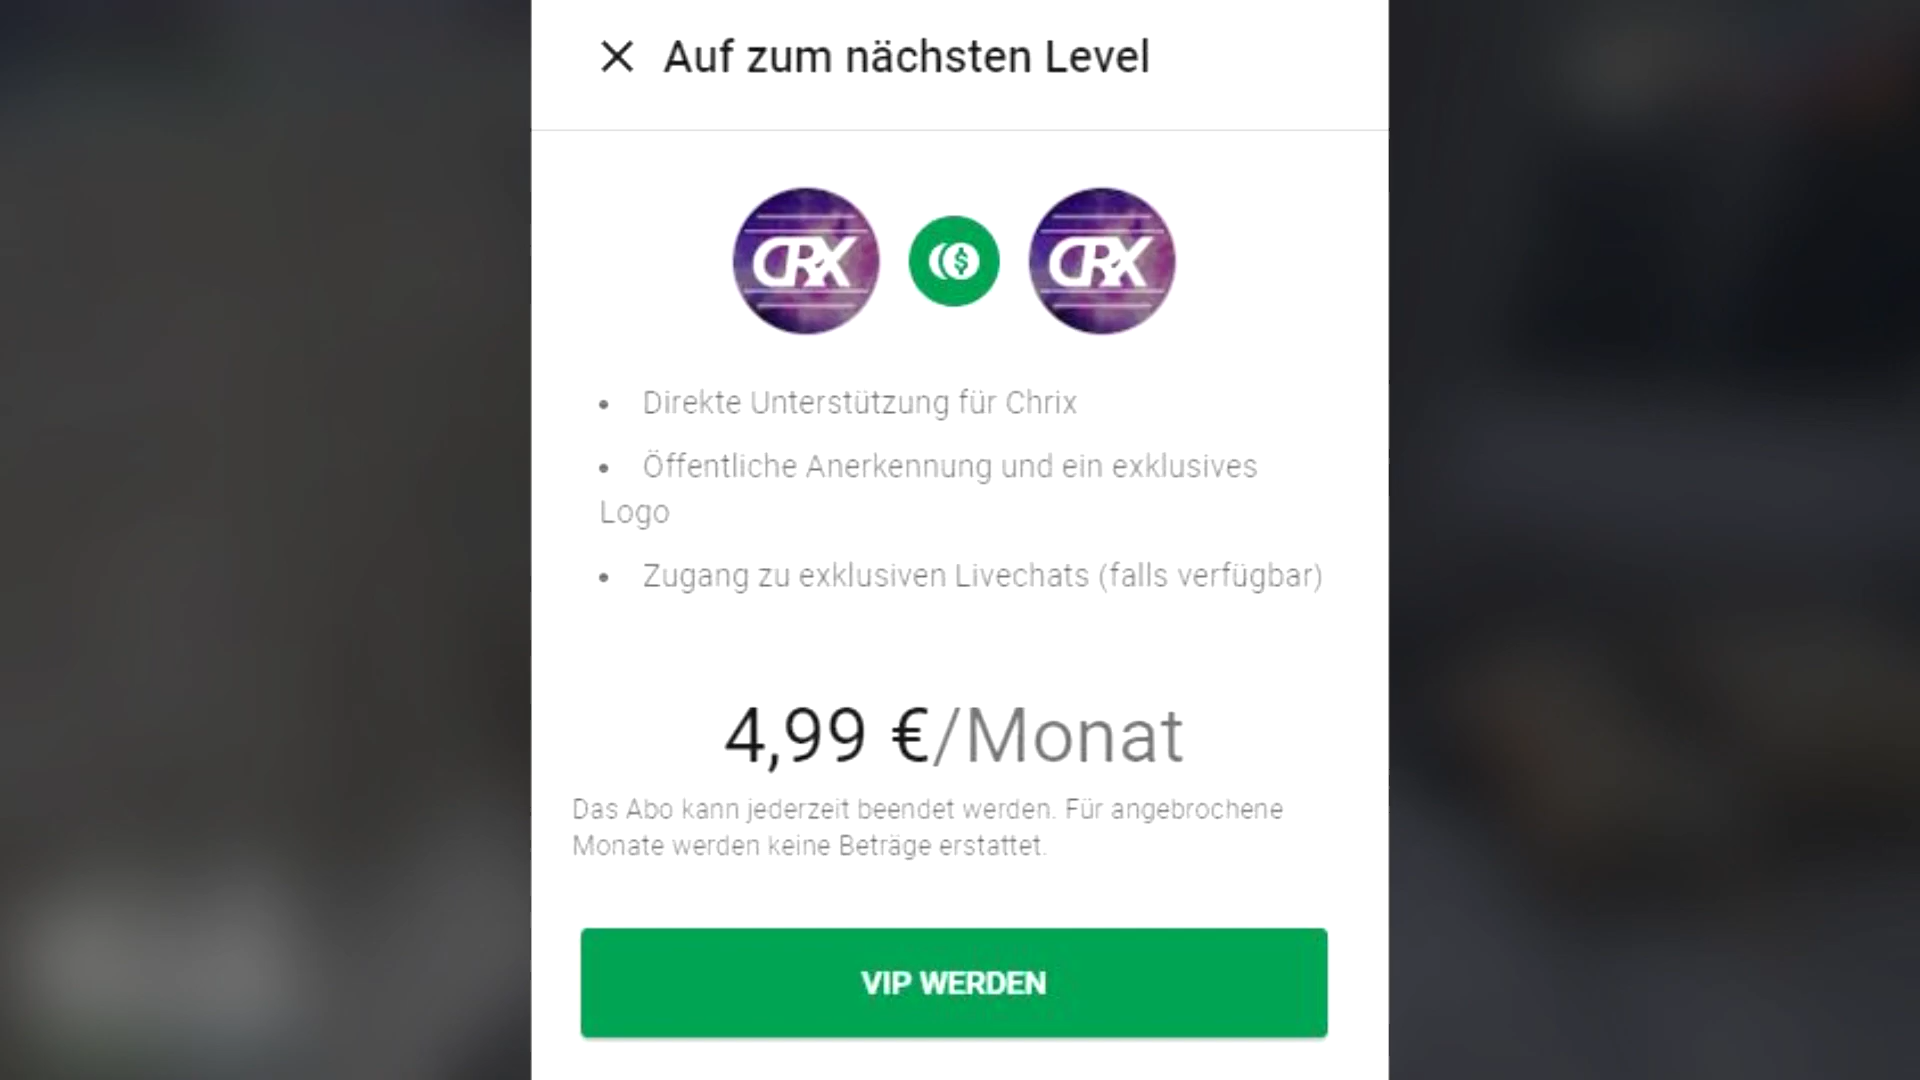 Auf zum nächsten Level
CRX CRX
• Direkte Unterstützung für Chrix
• Öffentliche Anerkennung und ein exklusives
Logo
• Zugang zu exklusiven Livechats (falls verfügbar)
4,99 €/Monat
Das Abo kann jederzeit beendet werden. Für angebrochene
Monate werden keine Beträge erstattet.
VIP WERDEN